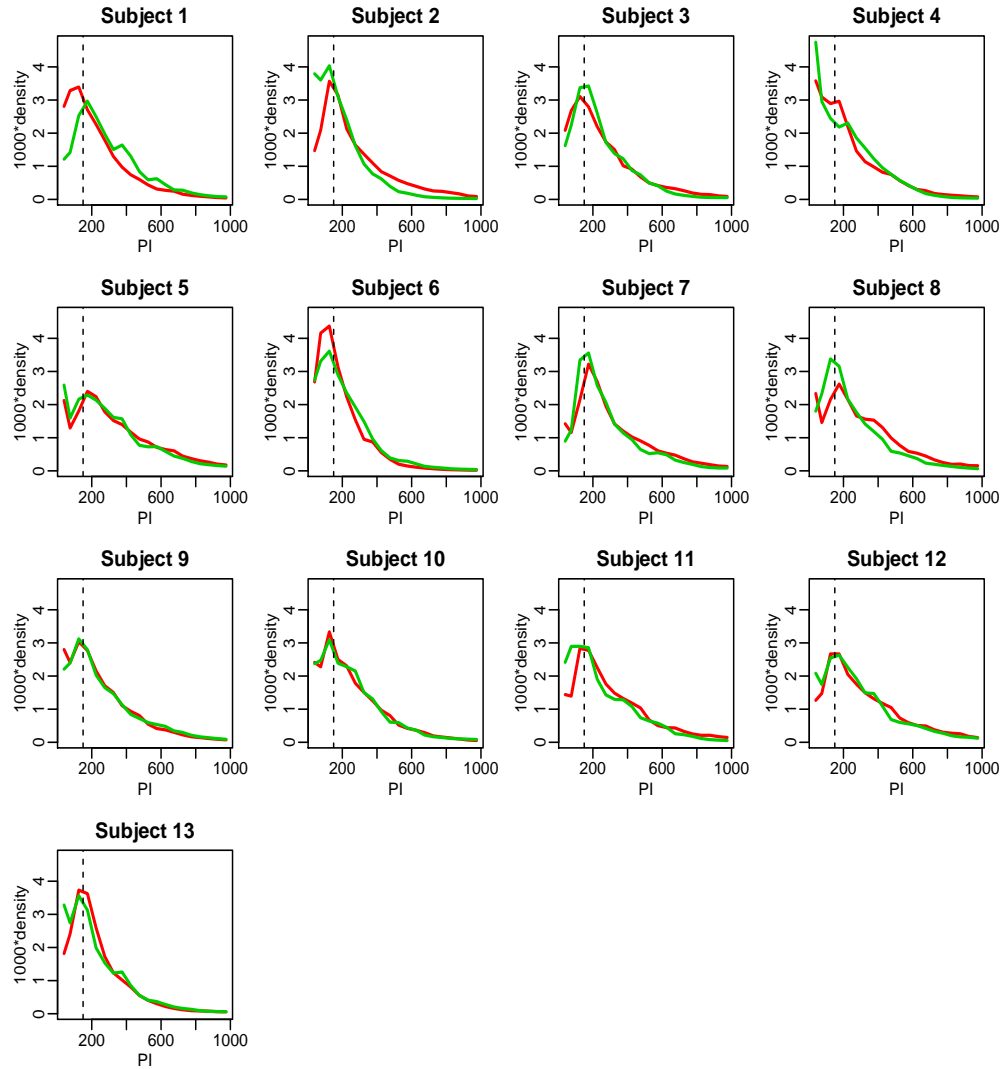 Subject 1 Subject 2 Subject 3 Subject 4
1000*density 1000*density 1000*density 1000*density
4 4 4 4
3 3 3 3
2 2 2 2
1 1 1 1
0 0 0 0
200 600 1000 200 600 1000 200 600 1000 200 600 1000
PI PI PI PI
Subject 5 Subject 6 Subject 7 Subject 8
1000*density 1000*density 1000*density 1000*density
4 4 4 4
3 3 3 3
2 2 2 2
1 1 1 1
0 0 0 0
200 600 1000 200 600 1000 200 600 1000 200 600 1000
PI PI PI PI
Subject 9 Subject 10 Subject 11 Subject 12
1000*density 1000*density 1000*density 1000*density
4 4 4 4
3 3 3 3
2 2 2 2
1 1 1 1
0 0 0 0
200 600 1000 200 600 1000 200 600 1000 200 600 1000
PI PI PI PI
Subject 13
1000*density
4
3
2
1
0
200 600 1000
PI